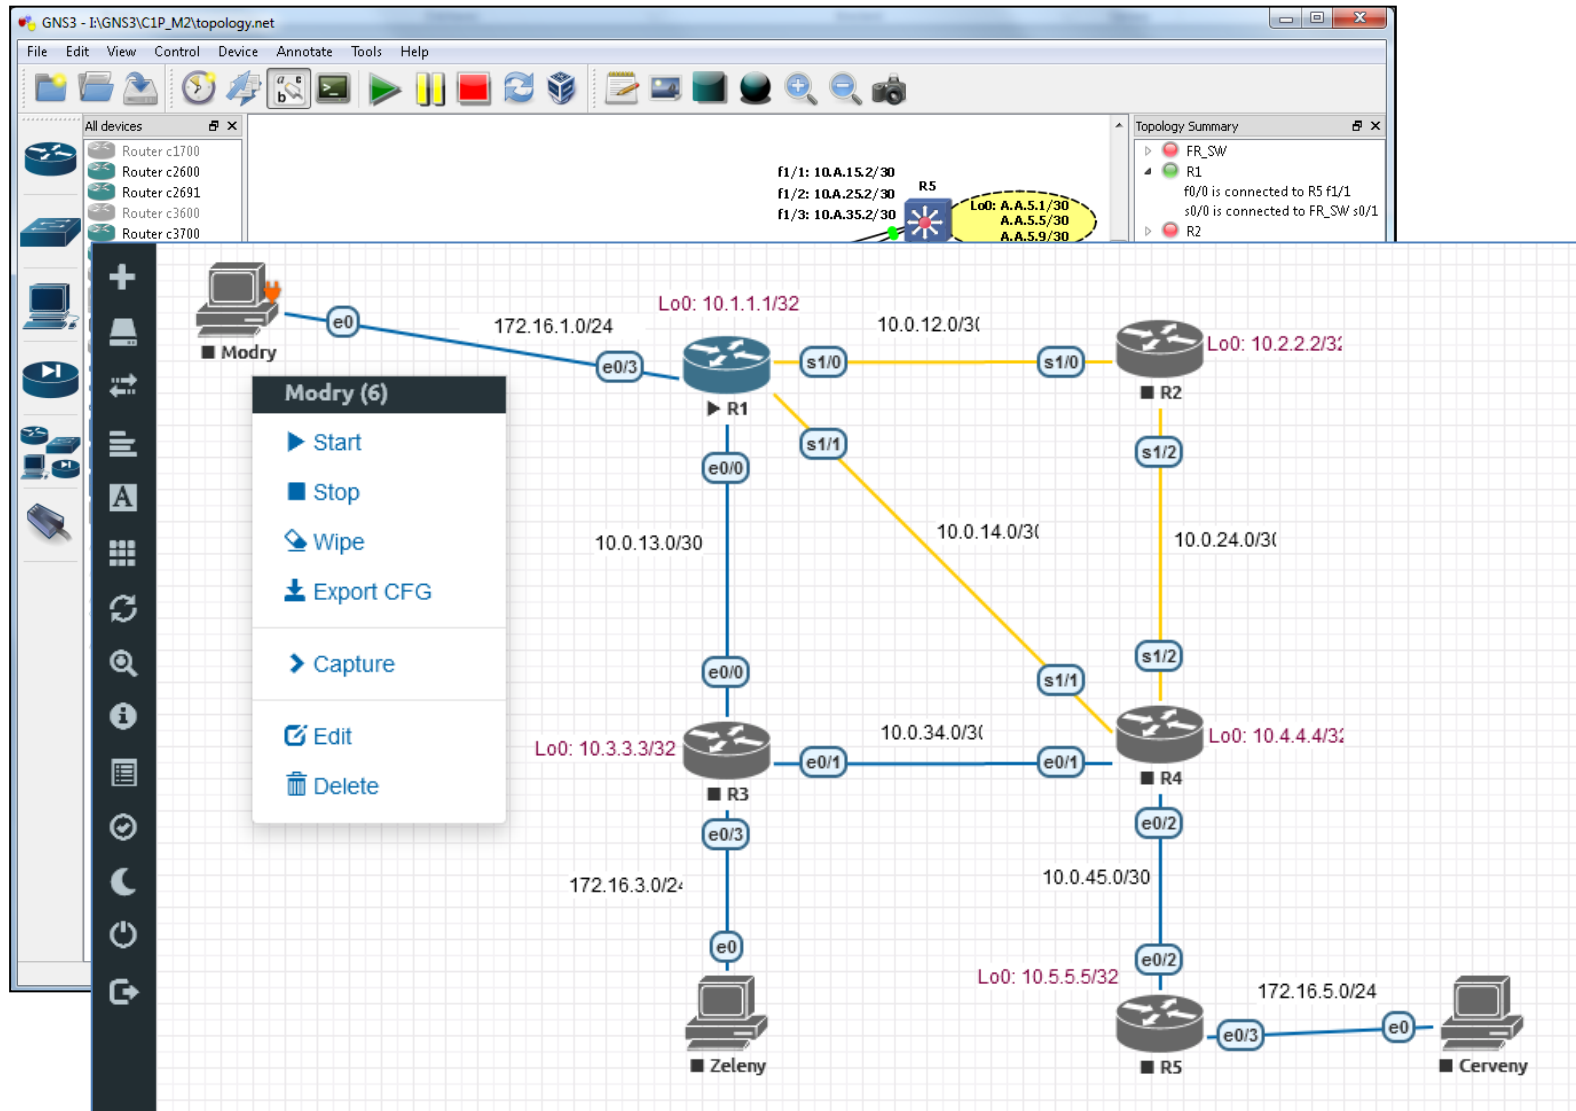 GNS3 - I:\GNS3\C1P_M2\topology.net
File Edit View Control Device Annotate Tools Help
All devices
Router c1700
Router c2600
Router c2691
Router c3600
Router c3700
f1/1: 10.A.15.2/30
f1/2: 10.A.25.2/30
f1/3: 10.A.35.2/30
R5
Lo0: A.A.5.1/30
A.A.5.5/30
A.A.5.9/30
Topology Summary
FR_SW
R1
f0/0 is connected to R5 f1/1
s0/0 is connected to FR_SW s0/1
R2
Modry
e0
172.16.1.0/24
e0/3
Lo0: 10.1.1.1/32
R1
s1/0
10.0.12.0/30
s1/0
Lo0: 10.2.2.2/32
R2
Modry (6)
Start
Stop
Wipe
Export CFG
Capture
Edit
Delete
e0/0
s1/1
s1/2
10.0.13.0/30
10.0.14.0/30
10.0.24.0/30
e0/0
s1/1
s1/2
Lo0: 10.3.3.3/32
R3
e0/1
10.0.34.0/30
e0/1
Lo0: 10.4.4.4/32
R4
e0/3
e0/2
172.16.3.0/24
10.0.45.0/30
e0
e0/2
Zeleny
Lo0: 10.5.5.5/32
R5
e0/3
172.16.5.0/24
e0
Cerveny